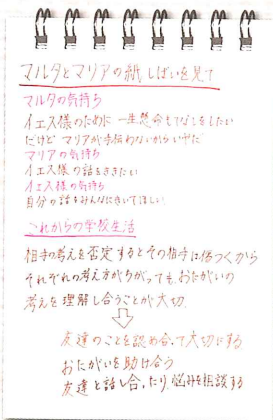 マルタとマリアの紙しばいを見て
マルタの気持ち
イエス様のために一生懸命もてなしをしたい
だけどマリアが手伝わないからいやだ
マリアの気持ち
イエス様の話をききたい
イエス様の気持ち
自分の話をみんなにきいてほしい
これからの学校生活
相手の考えを否定するとその相手は傷つくから
それぞれの考え方がちがっても、おたがいの
考えを理解し合うことが大切
友達のことを認め合って大切にする
おたがいを助け合う
友達と話し合ったり、悩みを相談する